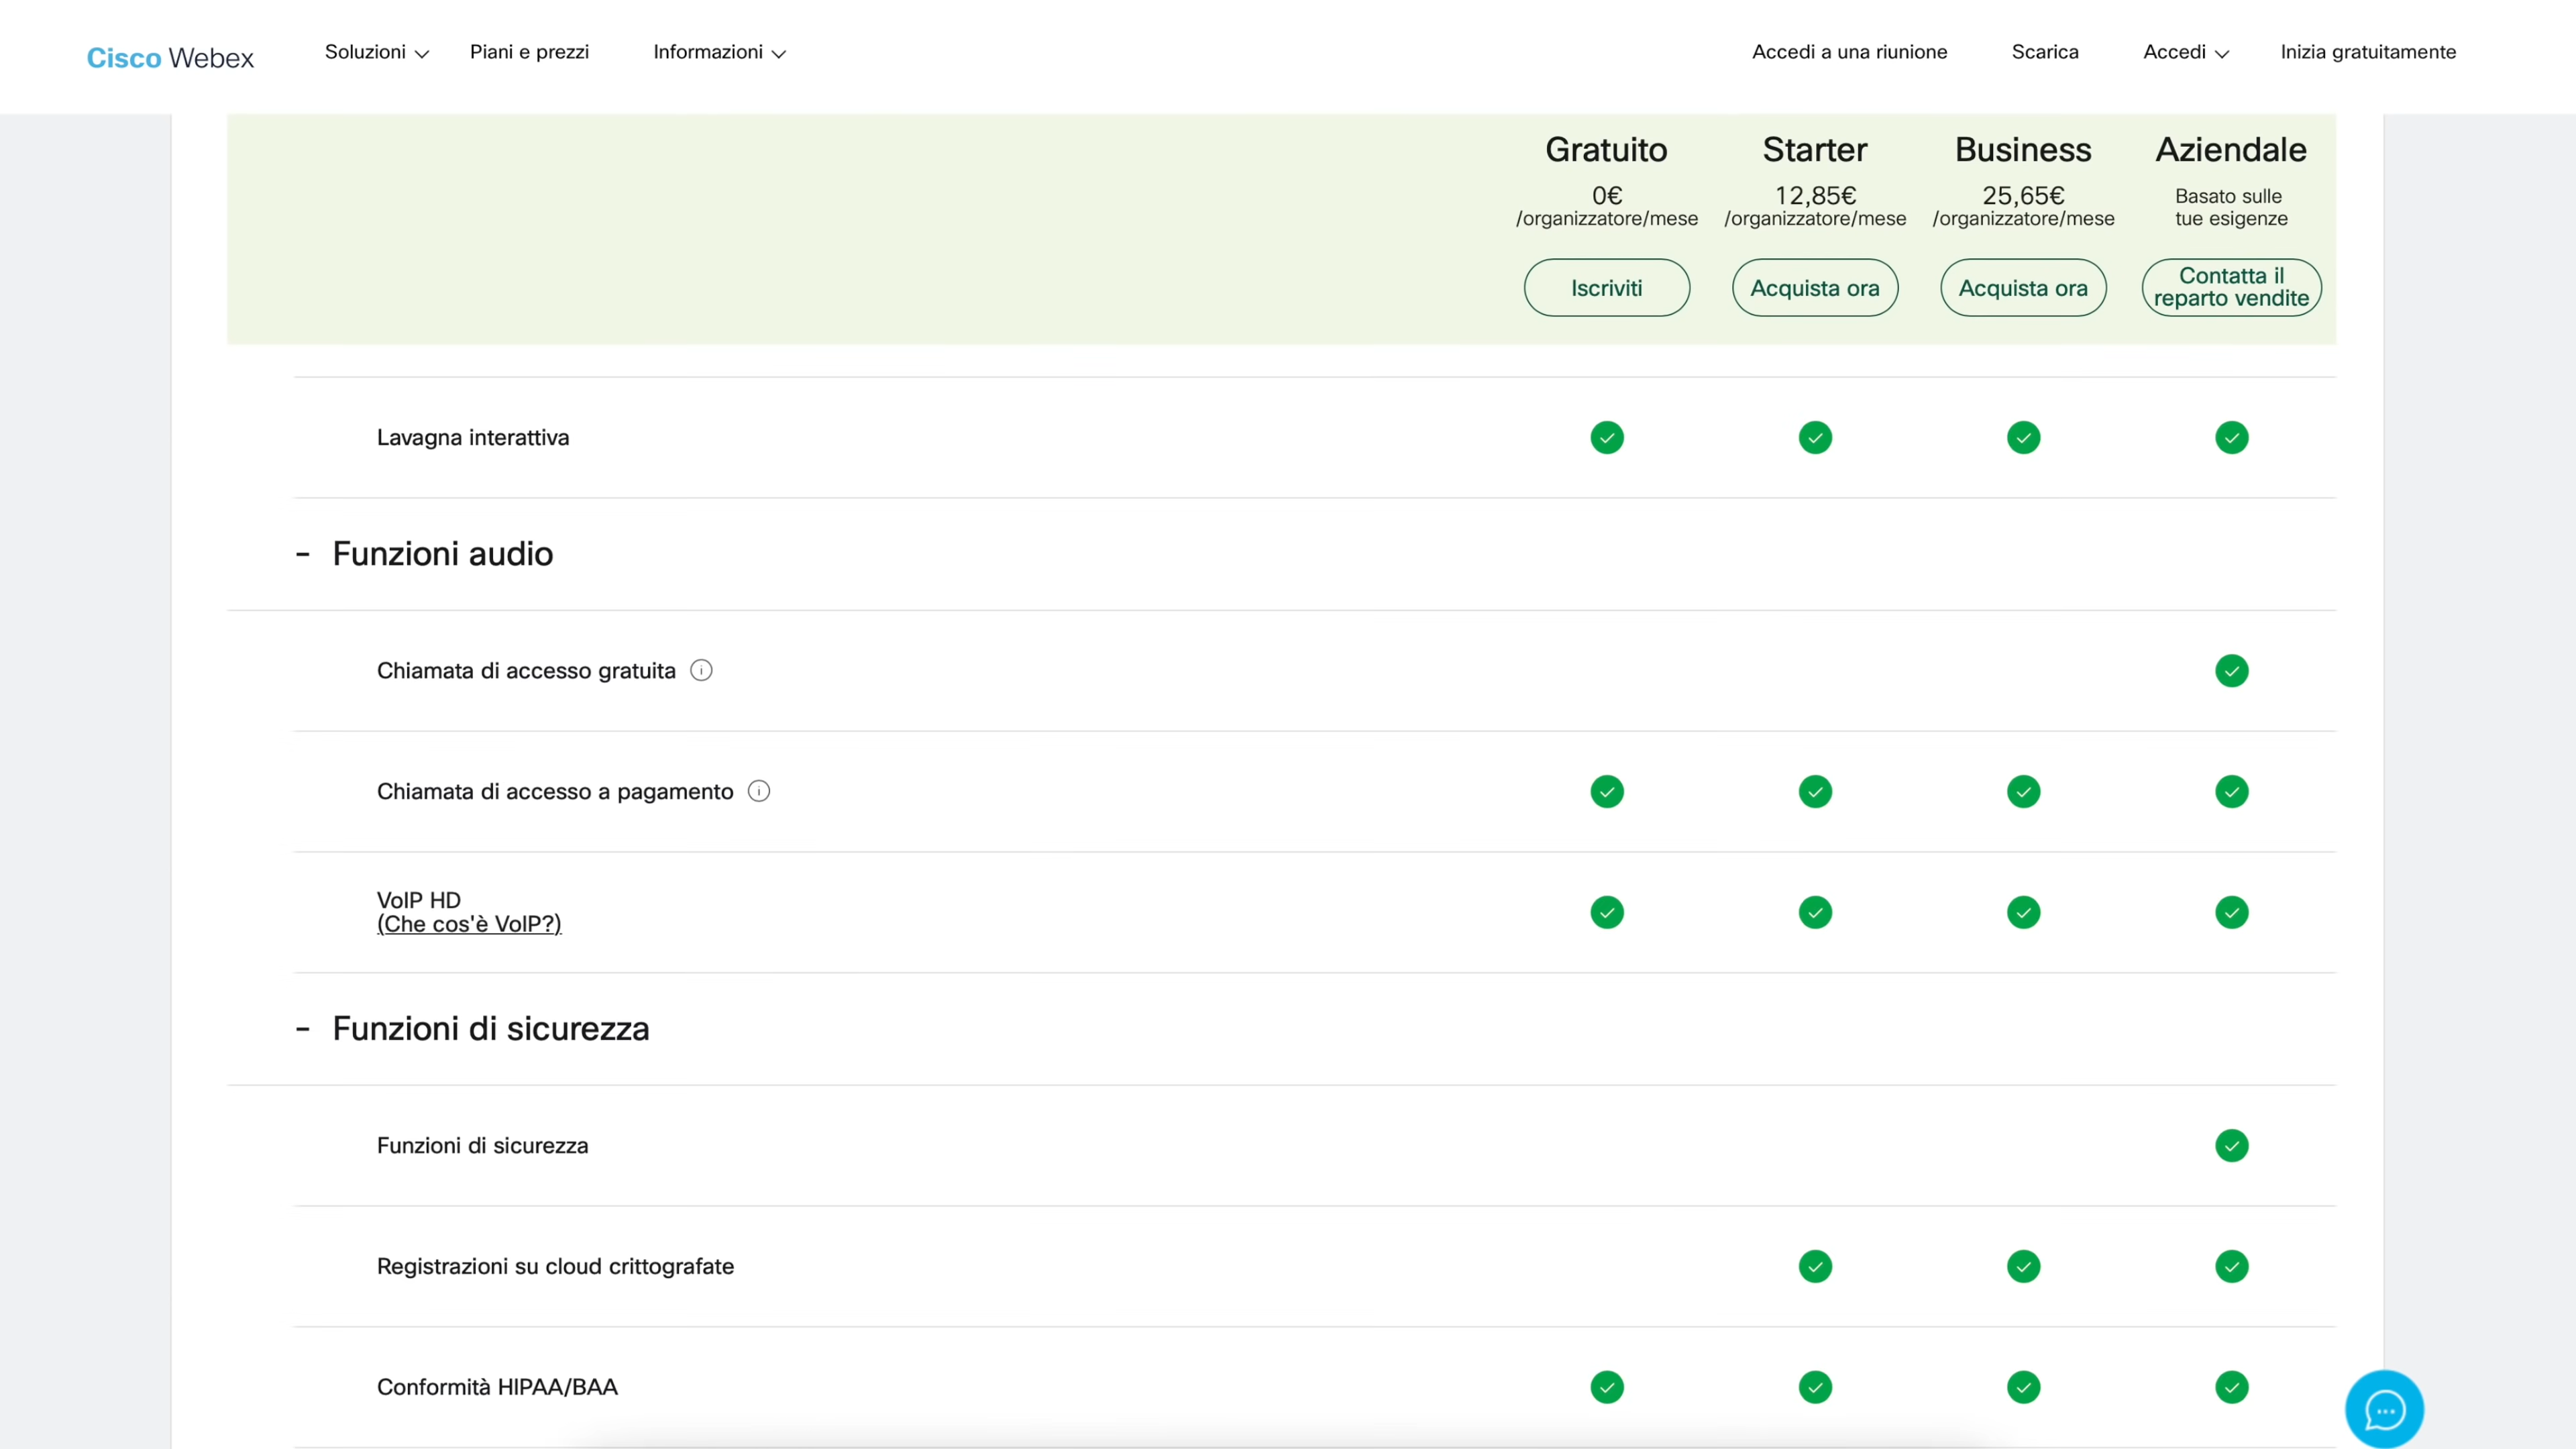 Cisco Webex
Soluzioni
Piani e prezzi
Informazioni
Accedi a una riunione
Scarica
Accedi
Inizia gratuitamente
Gratuito
0€
/organizzatore/mese
Iscriviti
Starter
12,85€
/organizzatore/mese
Acquista ora
Business
25,65€
/organizzatore/mese
Acquista ora
Aziendale
Basato sulle
tue esigenze
Contatta il
reparto vendite
Lavagna interattiva
- Funzioni audio
Chiamata di accesso gratuita
Chiamata di accesso a pagamento
VoIP HD
(Che cos'è VoIP?)
- Funzioni di sicurezza
Funzioni di sicurezza
Registrazioni su cloud crittografate
Conformità HIPAA/BAA